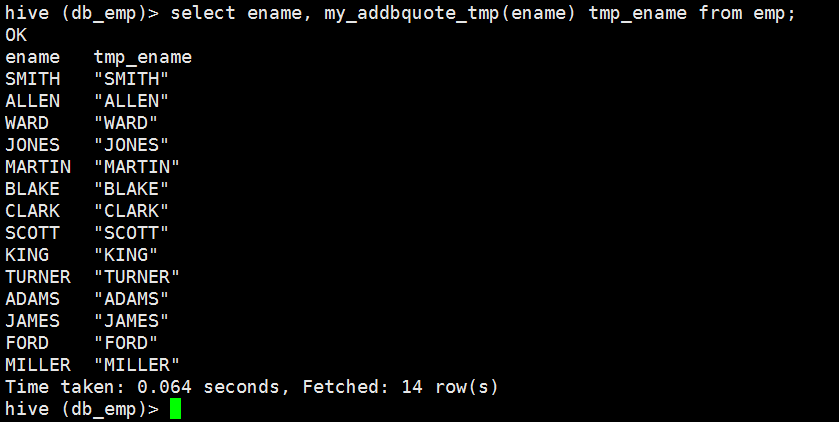 hive (db_emp)> select ename, my_addbquote_tmp(ename) tmp_ename from emp;
OK
ename   tmp_ename
SMITH   "SMITH"
ALLEN   "ALLEN"
WARD    "WARD"
JONES   "JONES"
MARTIN  "MARTIN"
BLAKE   "BLAKE"
CLARK   "CLARK"
SCOTT   "SCOTT"
KING    "KING"
TURNER  "TURNER"
ADAMS   "ADAMS"
JAMES   "JAMES"
FORD    "FORD"
MILLER  "MILLER"
Time taken: 0.064 seconds, Fetched: 14 row(s)
hive (db_emp)>